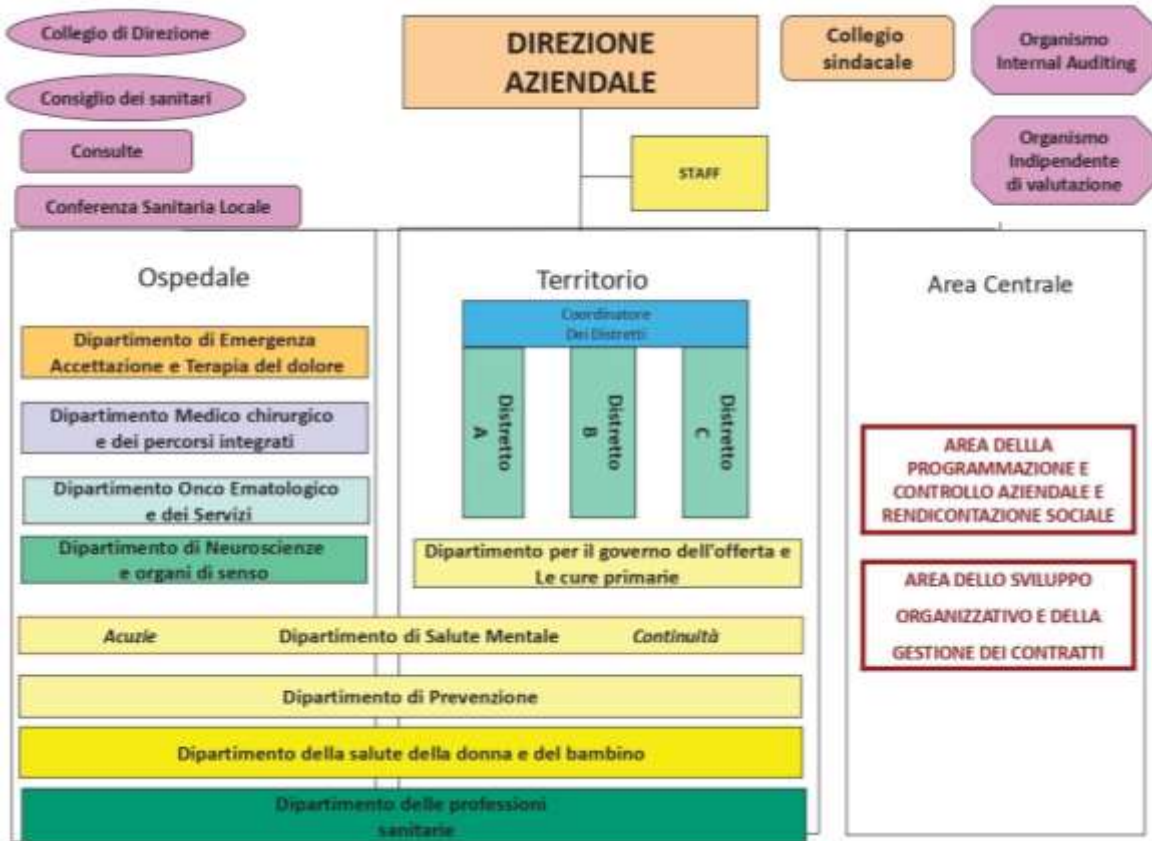 Collegio di Direzione
Consiglio dei sanitari
Consulte
Conferenza Sanitaria Locale
DIREZIONE
AZIENDALE
STAFF
Collegio
sindacale
Organismo
Internal Auditing
Organismo
Indipendente
di valutazione
Ospedale
Dipartimento di Emergenza
Accettazione e Terapia del dolore
Dipartimento Medico chirurgico
e dei percorsi integrati
Dipartimento Onco Ematologico
e dei Servizi
Dipartimento di Neuroscienze
e organi di senso
Territorio
Coordinatore
Dei Distretti
Distretto
A
Distretto
B
Distretto
C
Dipartimento per il governo dell'offerta e
Le cure primarie
Acuzie Dipartimento di Salute Mentale Continuità
Dipartimento di Prevenzione
Dipartimento della salute della donna e del bambino
Dipartimento delle professioni
sanitarie
Area Centrale
AREA DELLLA
PROGRAMMAZIONE E
CONTROLLO AZIENDALE E
RENDICONTAZIONE SOCIALE
AREA DELLO SVILUPPO
ORGANIZZATIVO E DELLA
GESTIONE DEI CONTRATTI